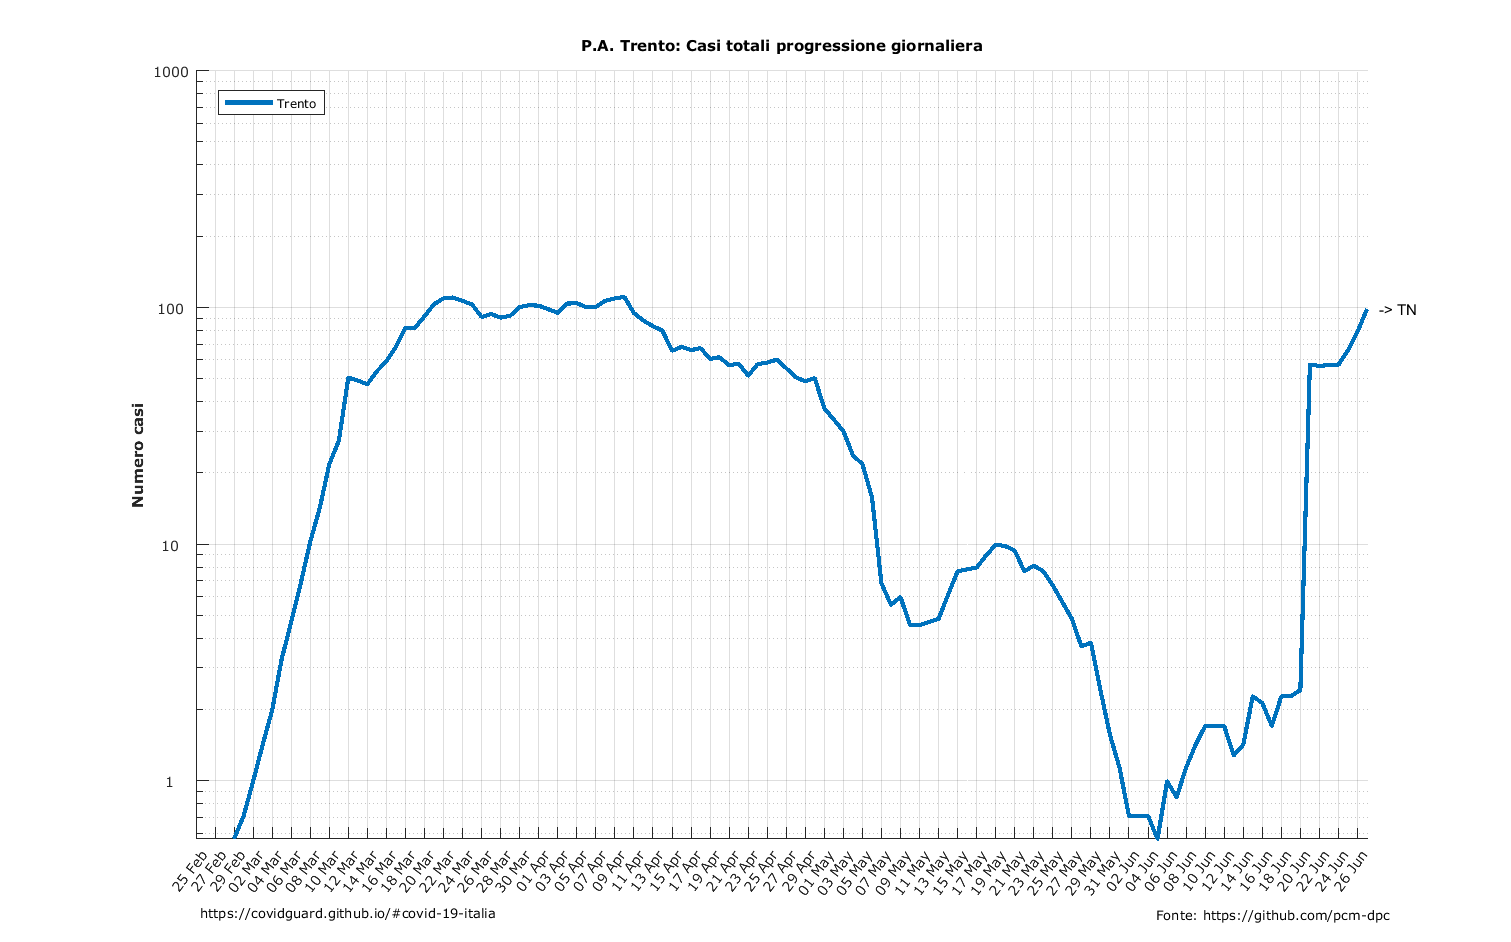 P.A. Trento: Casi totali progressione giornaliera
1000
Trento
100
-> TN
Numero casi
10
1
25 Feb
27 Feb
29 Feb
02 Mar
04 Mar
06 Mar
08 Mar
10 Mar
12 Mar
14 Mar
16 Mar
18 Mar
20 Mar
22 Mar
24 Mar
26 Mar
28 Mar
30 Mar
01 Apr
03 Apr
05 Apr
07 Apr
09 Apr
11 Apr
13 Apr
15 Apr
17 Apr
19 Apr
21 Apr
23 Apr
25 Apr
27 Apr
29 Apr
01 May
03 May
05 May
07 May
09 May
11 May
13 May
15 May
17 May
19 May
21 May
23 May
25 May
27 May
29 May
31 May
02 Jun
04 Jun
06 Jun
08 Jun
10 Jun
12 Jun
14 Jun
16 Jun
18 Jun
20 Jun
22 Jun
24 Jun
26 Jun
https://covidguard.github.io/#covid-19-italia
Fonte: https://github.com/pcm-dpc